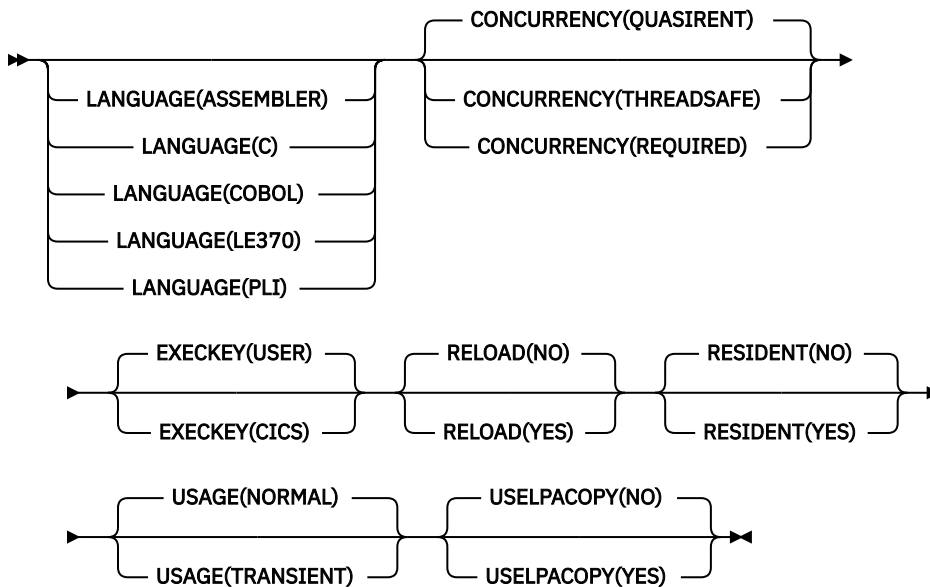 CONCURRENCY(QUASIRENT)
LANGUAGE(ASSEMBLER)
CONCURRENCY(THREADSAFE)
LANGUAGE(C)
CONCURRENCY(REQUIRED)
LANGUAGE(COBOL)
LANGUAGE(LE370)
LANGUAGE(PLI)
EXECKEY(USER)
RELOAD(NO)
RESIDENT(NO)
EXECKEY(CICS)
RELOAD(YES)
RESIDENT(YES)
USAGE(NORMAL)
USELPACOPY(NO)
USAGE(TRANSIENT)
USELPACOPY(YES)